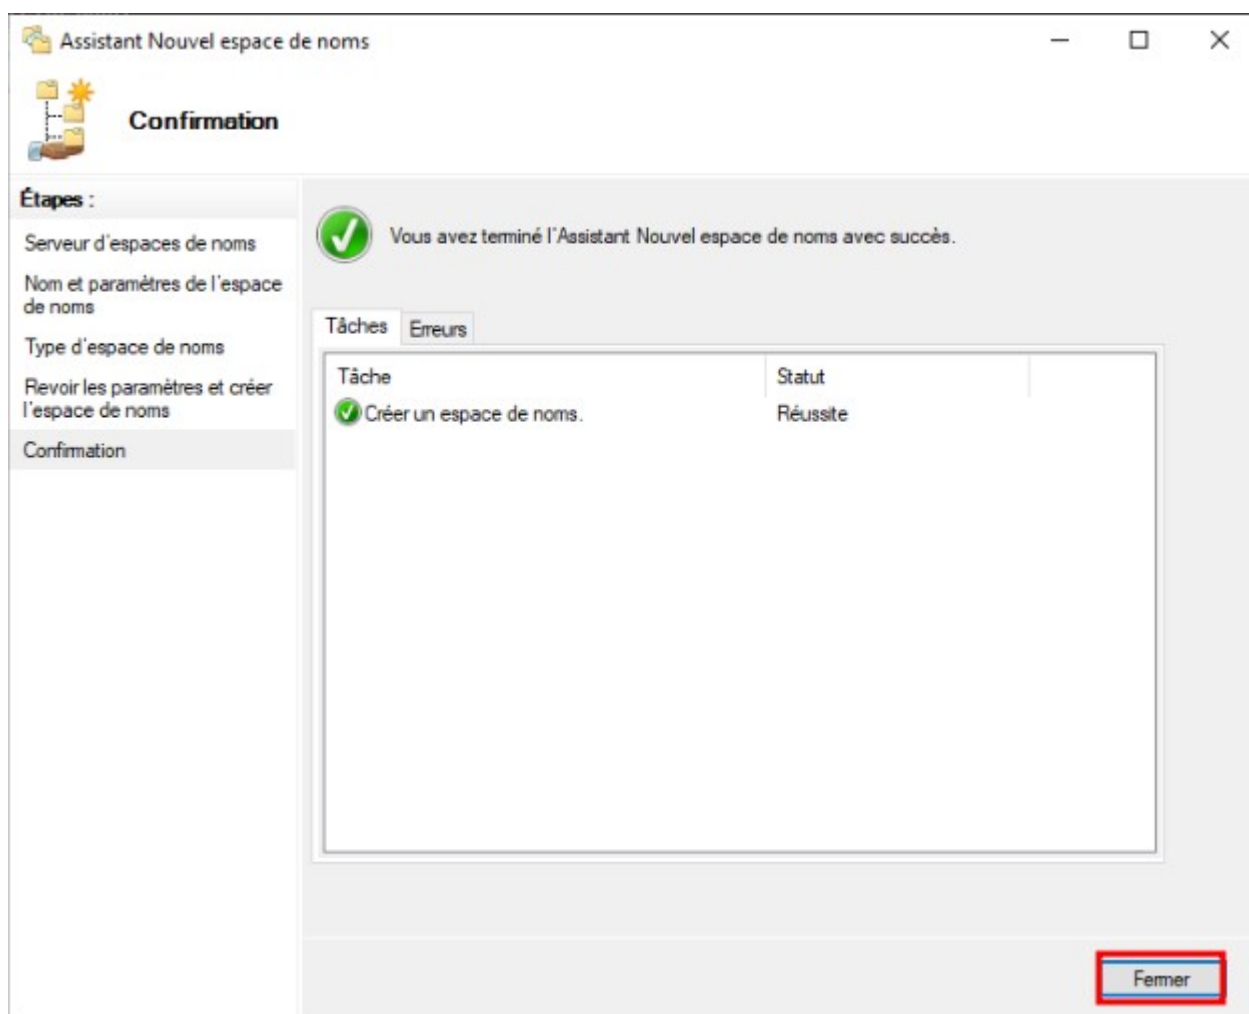 Assistant Nouvel espace de noms
Confirmation
Étapes :
Serveur d'espaces de noms
Nom et paramètres de l'espace
de noms
Type d'espace de noms
Revoir les paramètres et créer
l'espace de noms
Confirmation
Vous avez terminé l'Assistant Nouvel espace de noms avec succès.
Tâches Erreurs
Tâche Statut
Créer un espace de noms. Réussite
Fermer